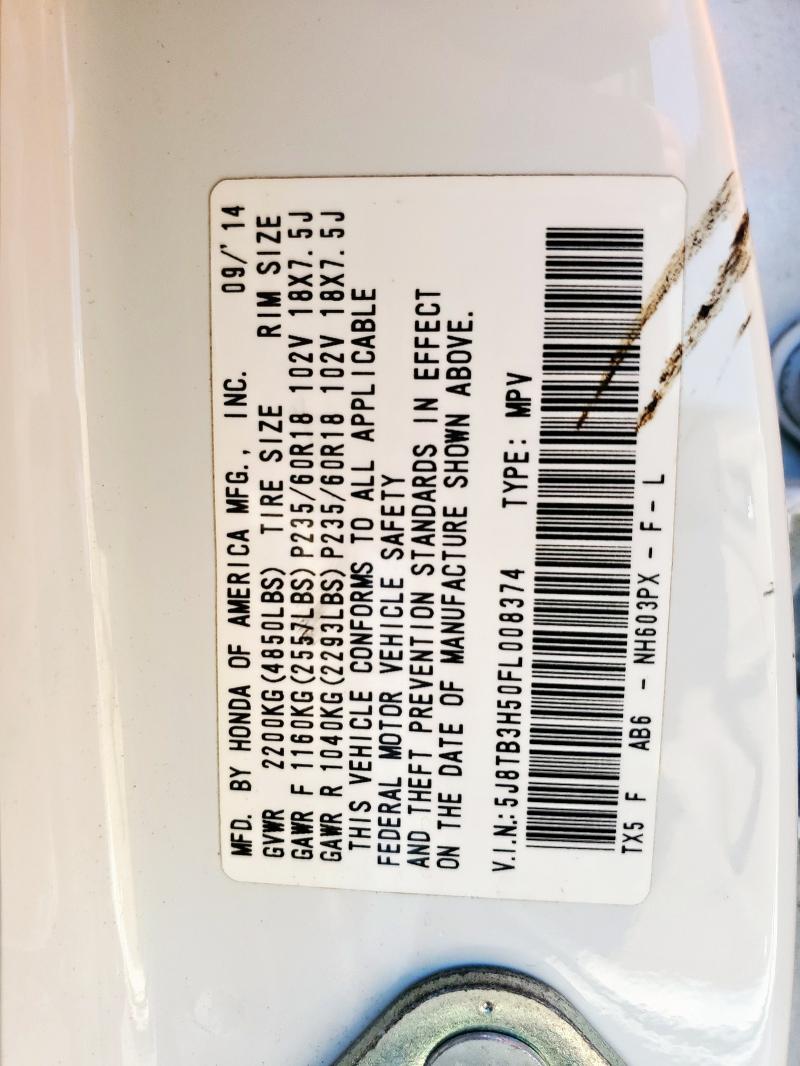 MFD. BY HONDA OF AMERICA MFG., INC. 09/'14
GVWR 2200KG(4850LBS) TIRE SIZE RIM SIZE
GAWR F 1160KG(2557LBS)P235/60R18 102V 18X7.5J
GAWR R 1040KG(2293LBS)P235/60R18 102V 18X7.5J
THIS VEHICLE CONFORMS TO ALL APPLICABLE
FEDERAL MOTOR VEHICLE SAFETY
AND THEFT PREVENTION STANDARDS IN EFFECT
ON THE DATE OF MANUFACTURE SHOWN ABOVE.
V.I.N.:5J8TB3H50FL008374 TYPE: MPV
TX5 F AB6 - NH603PX - F - L